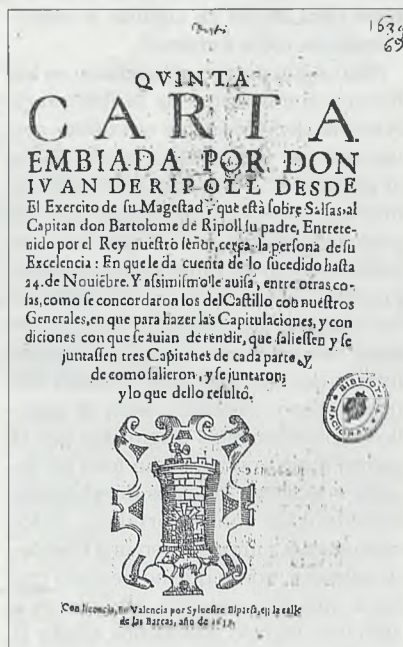 1639
69
QVINTA
CARTA
EMBIADA POR DON
IVAN DE RIPOLL DESDE
El Exercito de ſu Mageſtad, que eſtà ſobre Salſas, al
Capitan don Bartolome de Ripoll ſu padre, Entrete-
nido por el Rey nueſtro ſeñor, cerca la perſona de ſu
Excelencia: En que le da cuenta de lo ſucedido haſta
24. de Nouiẽbre. Y aſsimiſmo le auiſa, entre otras co-
ſas, como ſe concordaron los del Caſtillo con nueſtros
Generales, en que para hazer las Capitulaciones, y con
diciones con que ſe auian de rendir, que ſalieſſen y ſe
juntaſſen tres Capitanes de cada parte, y
de como ſalieron, y ſe juntaron;
y lo que dello reſultô.
BIBLIO
NACIONAL
Con licencia, En Valencia por Sylueſtre Eſparſa, en la calle
de las Barcas, año de